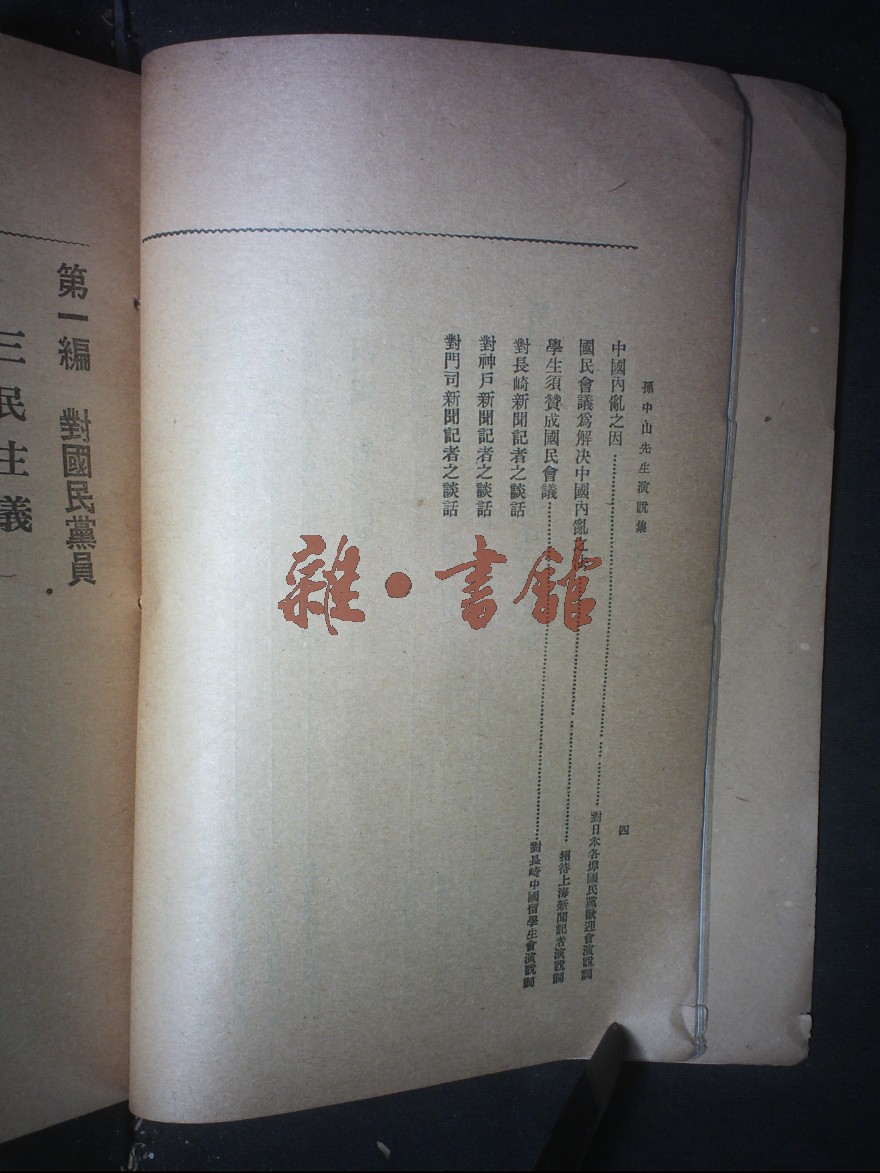 孫中山先生演說集
四
中國內亂之因……對日本各埠國民黨歡迎會演說詞
國民會議爲解決中國內亂之法……招待上海新聞記者演說詞
學生須贊成國民會議……對長崎中國留學生會演說詞
對長崎新聞記者之談話
對神戶新聞記者之談話
對門司新聞記者之談話
雜·書館
第一編 對國民黨員
三民主義